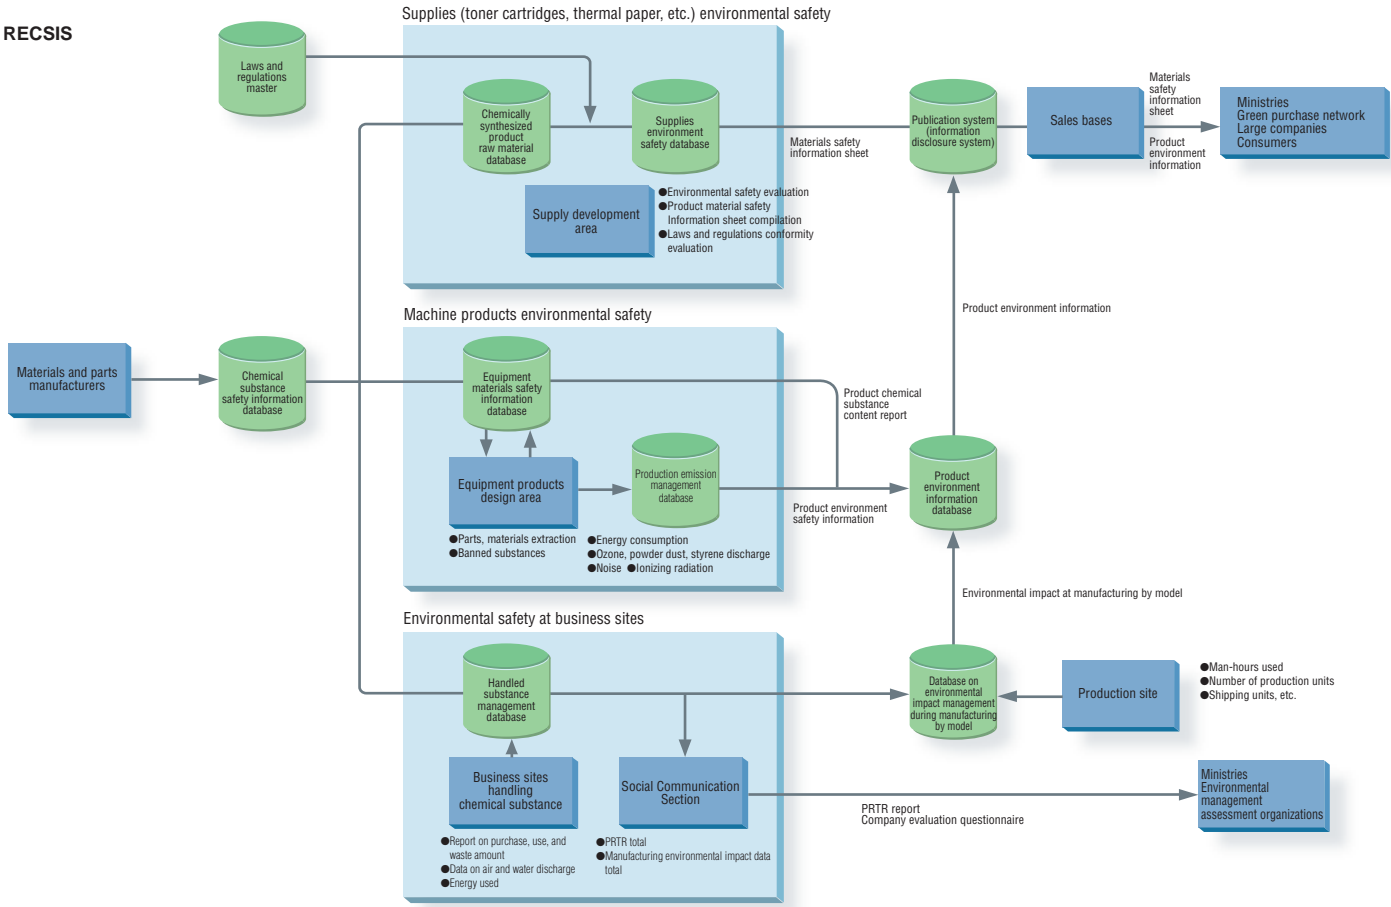 RECSIS
Supplies (toner cartridges, thermal paper, etc.) environmental safety
Laws and
regulations
master
Chemically
synthesized
product
raw material
database
Supplies
environment
safety database
Materials safety
information sheet
Publication system
(information
disclosure system)
Sales bases
Materials
safety
information
sheet
Product
environment
information
Ministries
Green purchase network
Large companies
Consumers
Supply development
area
●Environmental safety evaluation
●Product material safety
Information sheet compilation
●Laws and regulations conformity
evaluation
Product environment information
Machine products environmental safety
Materials and parts
manufacturers
Chemical
substance
safety information
database
Equipment
materials safety
information
database
Product chemical
substance
content report
Equipment products
design area
Production emission
management
database
Product environment
safety information
Product
environment
information
database
●Parts, materials extraction
●Banned substances
●Energy consumption
●Ozone, powder dust, styrene discharge
●Noise ●Ionizing radiation
Environmental impact at manufacturing by model
Environmental safety at business sites
Handled
substance
management
database
Database on
environmental
impact management
during manufacturing
by model
Production site
●Man-hours used
●Number of production units
●Shipping units, etc.
Business sites
handling
chemical substance
Social Communication
Section
PRTR report
Company evaluation questionnaire
Ministries
Environmental
management
assessment organizations
●Report on purchase, use, and
waste amount
●Data on air and water discharge
●Energy used
●PRTR total
●Manufacturing environmental impact data
total